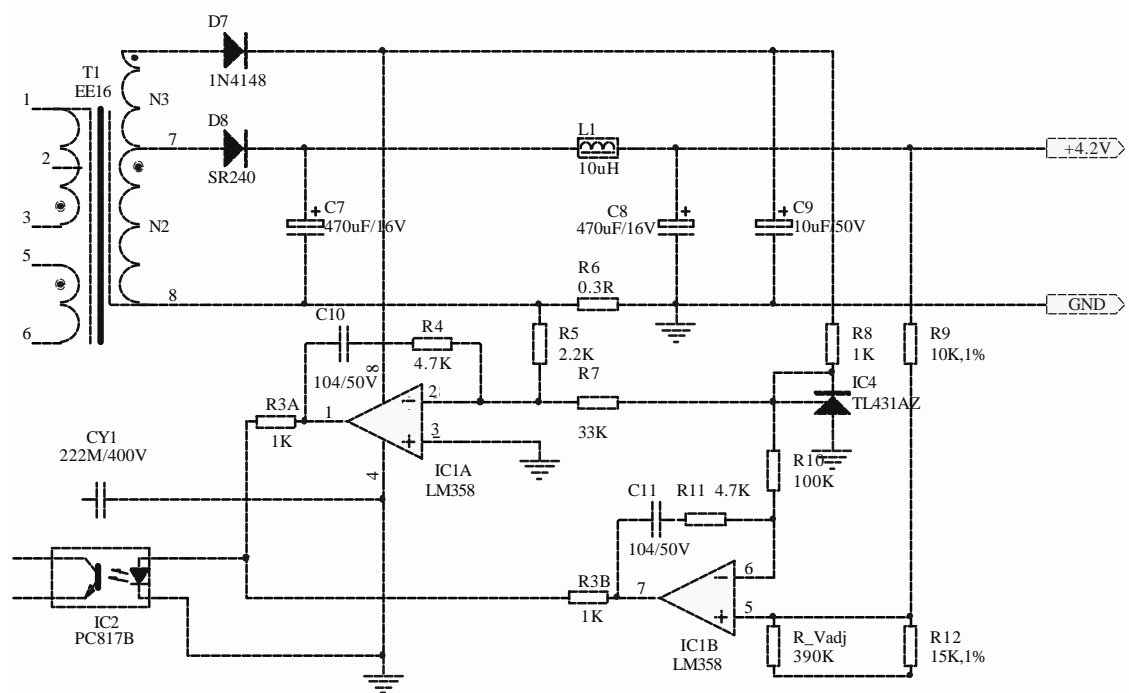 D7
1N4148
T1
EE16
1
N3
D8
7
SR240
L1
10uH
+4.2V
2
3
N2
C7
470uF/16V
C8
470uF/16V
C9
10uF/50V
5
6
8
R6
0.3R
GND
C10
104/50V
R4
4.7K
R5
2.2K
R7
33K
R8
1K
R9
10K,1%
IC4
TL431AZ
∞
R3A
1K
1
2
3
4
IC1A
LM358
CY1
222M/400V
R10
100K
C11
104/50V
R11 4.7K
IC2
PC817B
R3B
1K
7
6
5
IC1B
LM358
R_Vadj
390K
R12
15K,1%